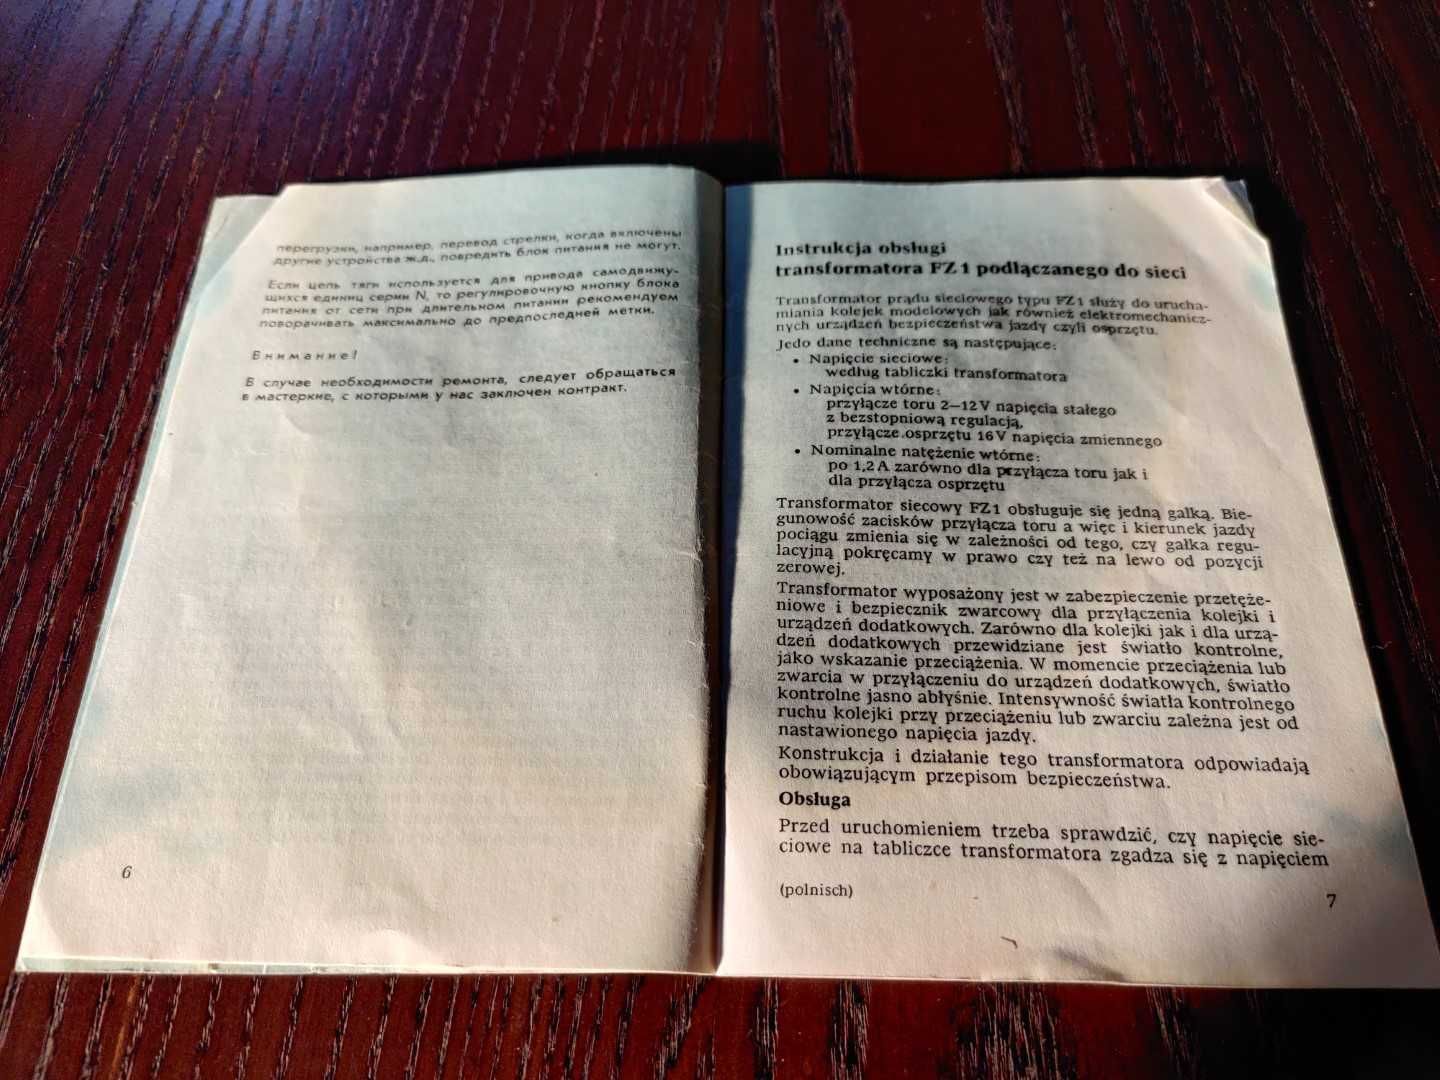 перегрузки, например, перевод стрелки, когда включены
другие устройства ж.д., повредить блок питания не могут.
Если цепь тяги используется для привода самодвижу-
щихся единиц серии N, то регулировочную кнопку блока
питания от сети при длительном питании рекомендуем
поворачивать максимально до предпоследней метки.
Внимание!
В случае необходимости ремонта, следует обращаться
в мастеркие, с которыми у нас заключен контракт.
6
Instrukcja obsługi
transformatora FZ 1 podłączanego do sieci
Transformator prądu sieciowego typu FZ1 służy do urucha-
miania kolejek modelowych jak również elektromechanicz-
nych urządzeń bezpieczeństwa jazdy czyli osprzętu.
Jedo dane techniczne są następujące:
• Napięcie sieciowe:
według tabliczki transformatora
• Napięcia wtórne:
przyłącze toru 2—12V napięcia stałego
z bezstopniową regulacją,
przyłącze.osprzętu 16V napięcia zmiennego
• Nominalne natężenie wtórne:
po 1,2A zarówno dla przyłącza toru jak i
dla przyłącza osprzętu
Transformator siecowy FZ1 obsługuje się jedną gałką. Bie-
gunowość zacisków przyłącza toru a więc i kierunek jazdy
pociągu zmienia się w zależności od tego, czy gałka regu-
lacyjną pokręcamy w prawo czy też na lewo od pozycji
zerowej.
Transformator wyposażony jest w zabezpieczenie przetęże-
niowe i bezpiecznik zwarcowy dla przyłączenia kolejki i
urządzeń dodatkowych. Zarówno dla kolejki jak i dla urzą-
dzeń dodatkowych przewidziane jest światło kontrolne,
jako wskazanie przeciążenia. W momencie przeciążenia lub
zwarcia w przyłączeniu do urządzeń dodatkowych, światło
kontrolne jasno abłyśnie. Intensywność światła kontrolnego
ruchu kolejki przy przeciążeniu lub zwarciu zależna jest od
nastawionego napięcia jazdy.
Konstrukcja i działanie tego transformatora odpowiadają
obowiązującym przepisom bezpieczeństwa.
Obsługa
Przed uruchomieniem trzeba sprawdzić, czy napięcie sie-
ciowe na tabliczce transformatora zgadza się z napięciem
(polnisch)
7